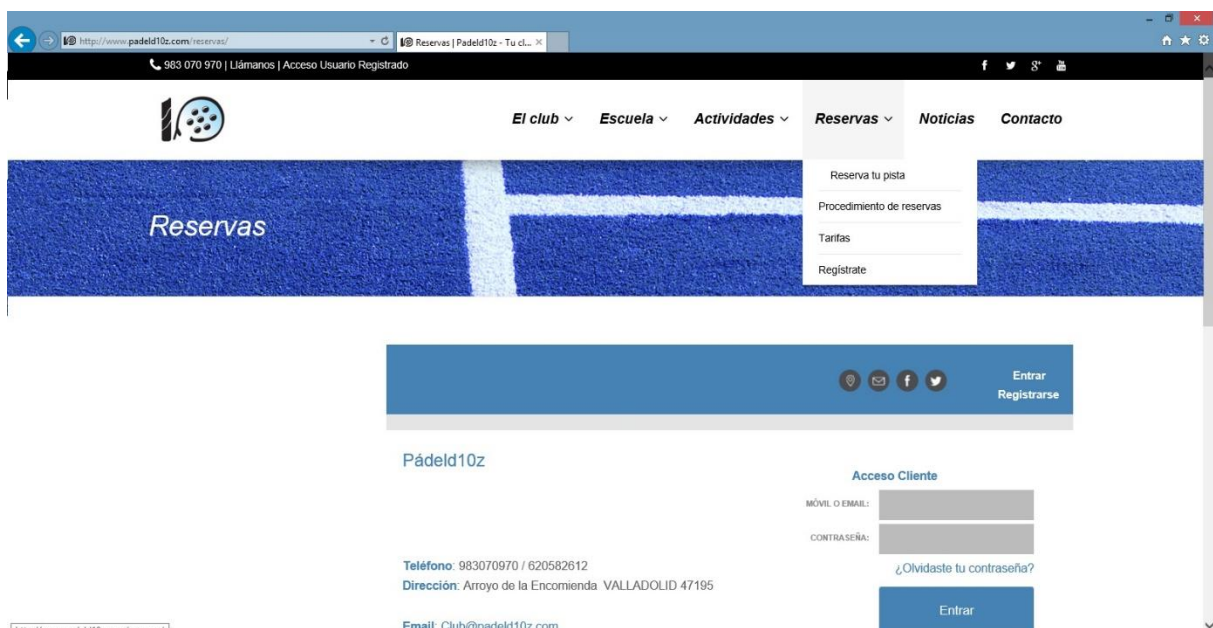 http://www.padeld10z.com/reservas/
Reservas | Padeld10z - Tu cl...
983 070 970 | Llámanos | Acceso Usuario Registrado
10
El club Escuela Actividades Reservas Noticias Contacto
Reserva tu pista
Procedimiento de reservas
Tarifas
Regístrate
Reservas
Entrar
Registrarse
Pádeld10z
Acceso Cliente
MÓVIL O EMAIL:
CONTRASEÑA:
¿Olvidaste tu contraseña?
Entrar
Teléfono: 983070970 / 620582612
Dirección: Arroyo de la Encomienda VALLADOLID 47195
Email: Club@padeld10z.com